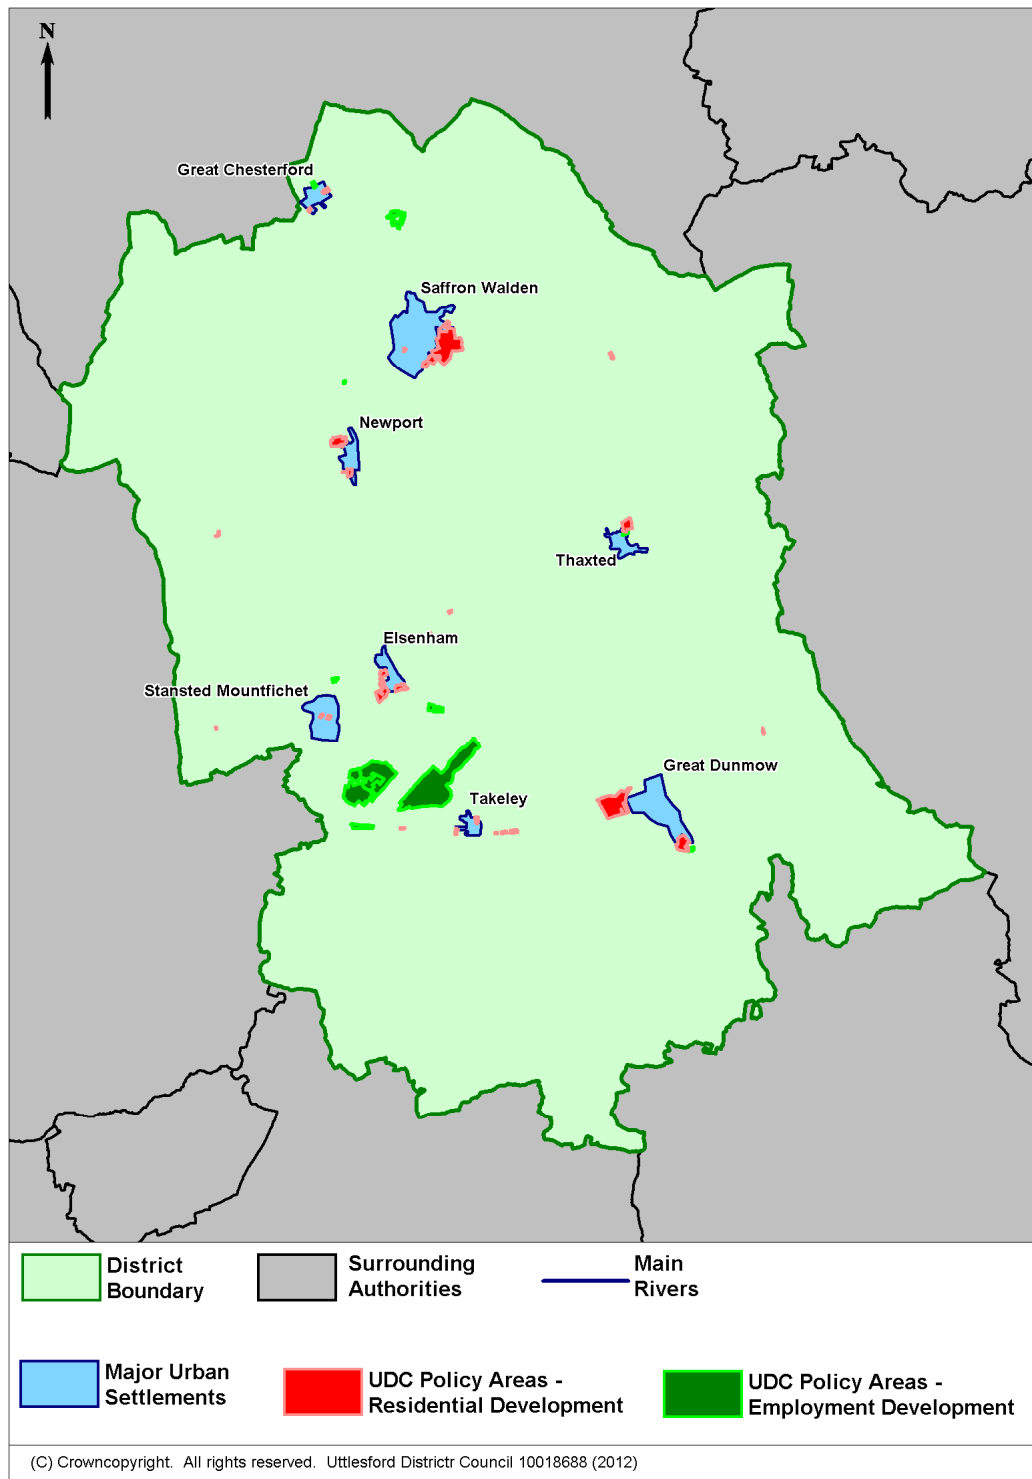 N
Great Chesterford
Saffron Walden
Newport
Thaxted
Elsenham
Stansted Mountfichet
Great Dunmow
Takeley
District
Boundary
Surrounding
Authorities
Main
Rivers
Major Urban
Settlements
UDC Policy Areas -
Residential Development
UDC Policy Areas -
Employment Development
(C) Crowncopyright. All rights reserved. Uttlesford Districtr Council 10018688 (2012)